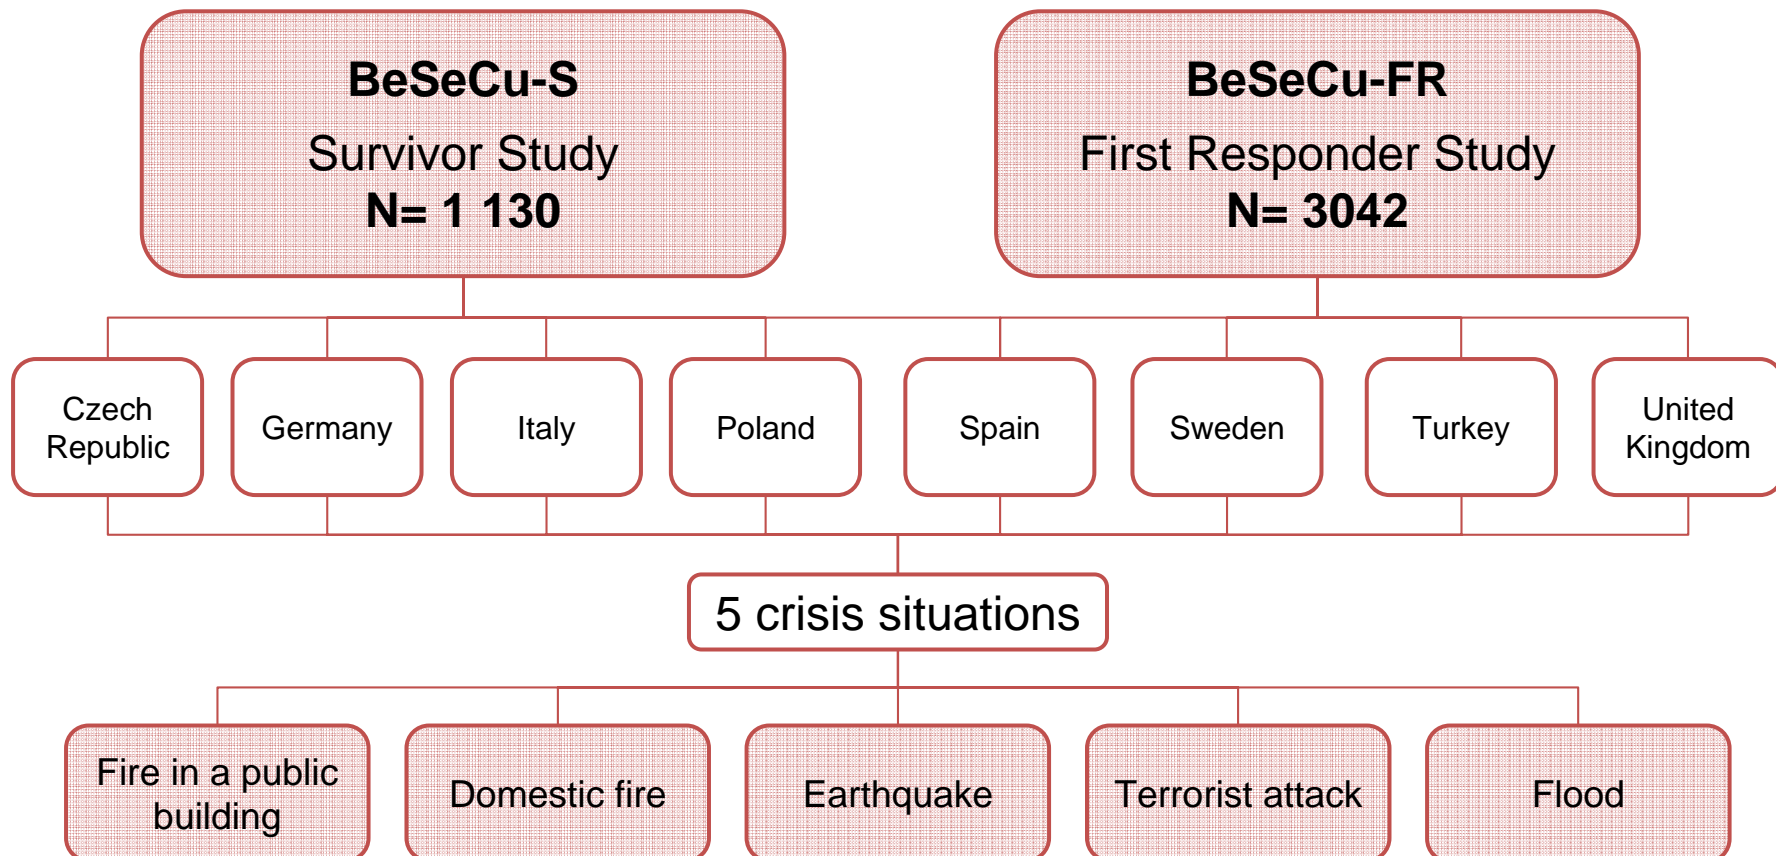 BeSeCu-S
Survivor Study
N= 1 130
BeSeCu-FR
First Responder Study
N= 3042
Czech
Republic
Germany
Italy
Poland
Spain
Sweden
Turkey
United
Kingdom
5 crisis situations
Fire in a public
building
Domestic fire
Earthquake
Terrorist attack
Flood